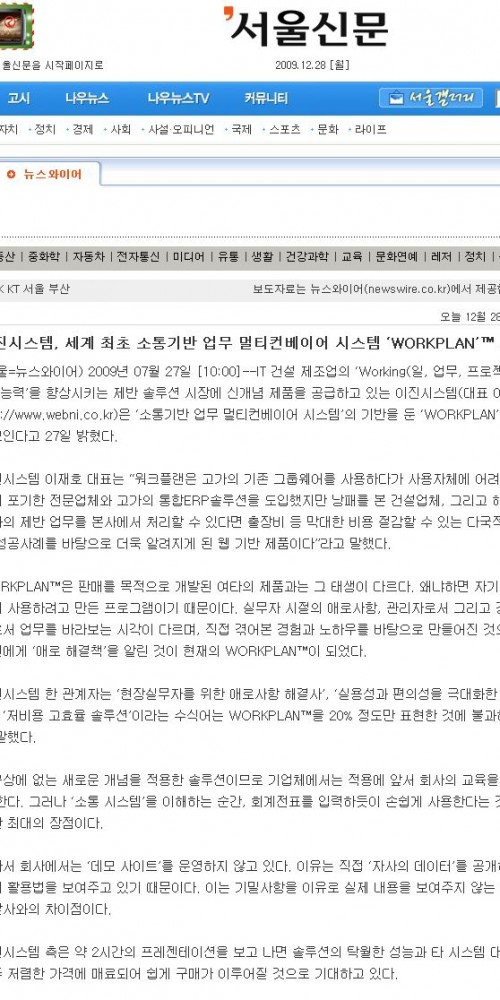 서울신문
울신문을 시작페이지로
2009.12.28 [월]
고시 나우뉴스 나우뉴스TV 커뮤니티 서울갤러리
자치 · 정치 · 경제 · 사회 · 사설·오피니언 · 국제 · 스포츠 · 문화 · 라이프
뉴스와이어
동산 | 중화학 | 자동차 | 전자통신 | 미디어 | 유통 | 생활 | 건강과학 | 교육 | 문화연예 | 레저 | 정치 |
KT 서울 부산 보도자료는 뉴스와이어(newswire.co.kr)에서 제공
오늘 12월 28
진시스템, 세계 최초 소통기반 업무 멀티컨베이어 시스템 ‘WORKPLAN’™
울=뉴스와이어) 2009년 07월 27일 [10:00]--IT 건설 제조업의 ‘Working(일, 업무, 프로젝
능력’을 향상시키는 제반 솔루션 시장에 신개념 제품을 공급하고 있는 이진시스템(대표 이
://www.webni.co.kr)은 ‘소통기반 업무 멀티컨베이어 시스템’의 기반을 둔 ‘WORKPLAN’
보인다고 27일 밝혔다.
진시스템 이재호 대표는 “워크플랜은 고가의 기존 그룹웨어를 사용하다가 사용자체에 어려
포기한 전문업체와 고가의 통합ERP솔루션을 도입했지만 낭패를 본 건설업체, 그리고 해
의 제반 업무를 본사에서 처리할 수 있다면 출장비 등 막대한 비용 절감할 수 있는 다국적
성공사례를 바탕으로 더욱 알려지게 된 웹 기반 제품이다”라고 말했다.
ORKPLAN™은 판매를 목적으로 개발된 여타의 제품과는 그 태생이 다르다. 왜냐하면 자기
사용하려고 만든 프로그램이기 때문이다. 실무자 시절의 애로사항, 관리자로서 그리고 경
로서 업무를 바라보는 시각이 다르며, 직접 겪어본 경험과 노하우를 바탕으로 만들어진 것으
인에게 ‘애로 해결책’을 알린 것이 현재의 WORKPLAN™이 되었다.
진시스템 한 관계자는 ‘현장실무자를 위한 애로사항 해결사’, ‘실용성과 편의성을 극대화한
‘저비용 고효율 솔루션’이라는 수식어는 WORKPLAN™을 20% 정도만 표현한 것에 불과하
말했다.
구상에 없는 새로운 개념을 적용한 솔루션이므로 기업체에서는 적용에 앞서 회사의 교육을
한다. 그러나 ‘소통 시스템’을 이해하는 순간, 회계전표를 입력하듯이 손쉽게 사용한다는 것
최대의 장점이다.
라서 회사에서는 ‘데모 사이트’를 운영하지 않고 있다. 이유는 직접 ‘자사의 데이터’를 공개하
활용법을 보여주고 있기 때문이다. 이는 기밀사항을 이유로 실제 내용을 보여주지 않는
사와의 차이점이다.
진시스템 측은 약 2시간의 프레젠테이션을 보고 나면 솔루션의 탁월한 성능과 타 시스템 대
저렴한 가격에 매료되어 쉽게 구매가 이루어질 것으로 기대하고 있다.